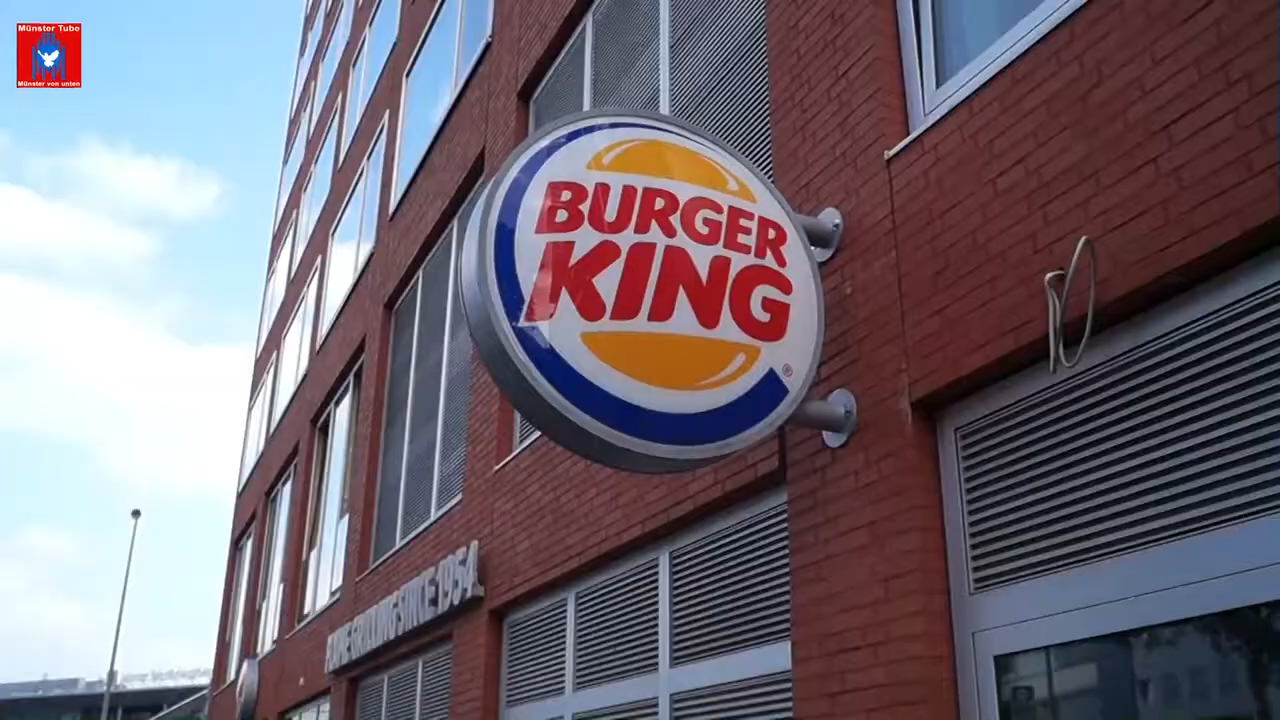 Münster Tube
Münster von unten
BURGER
KING
®
FLAME GRILLING SINCE 1954